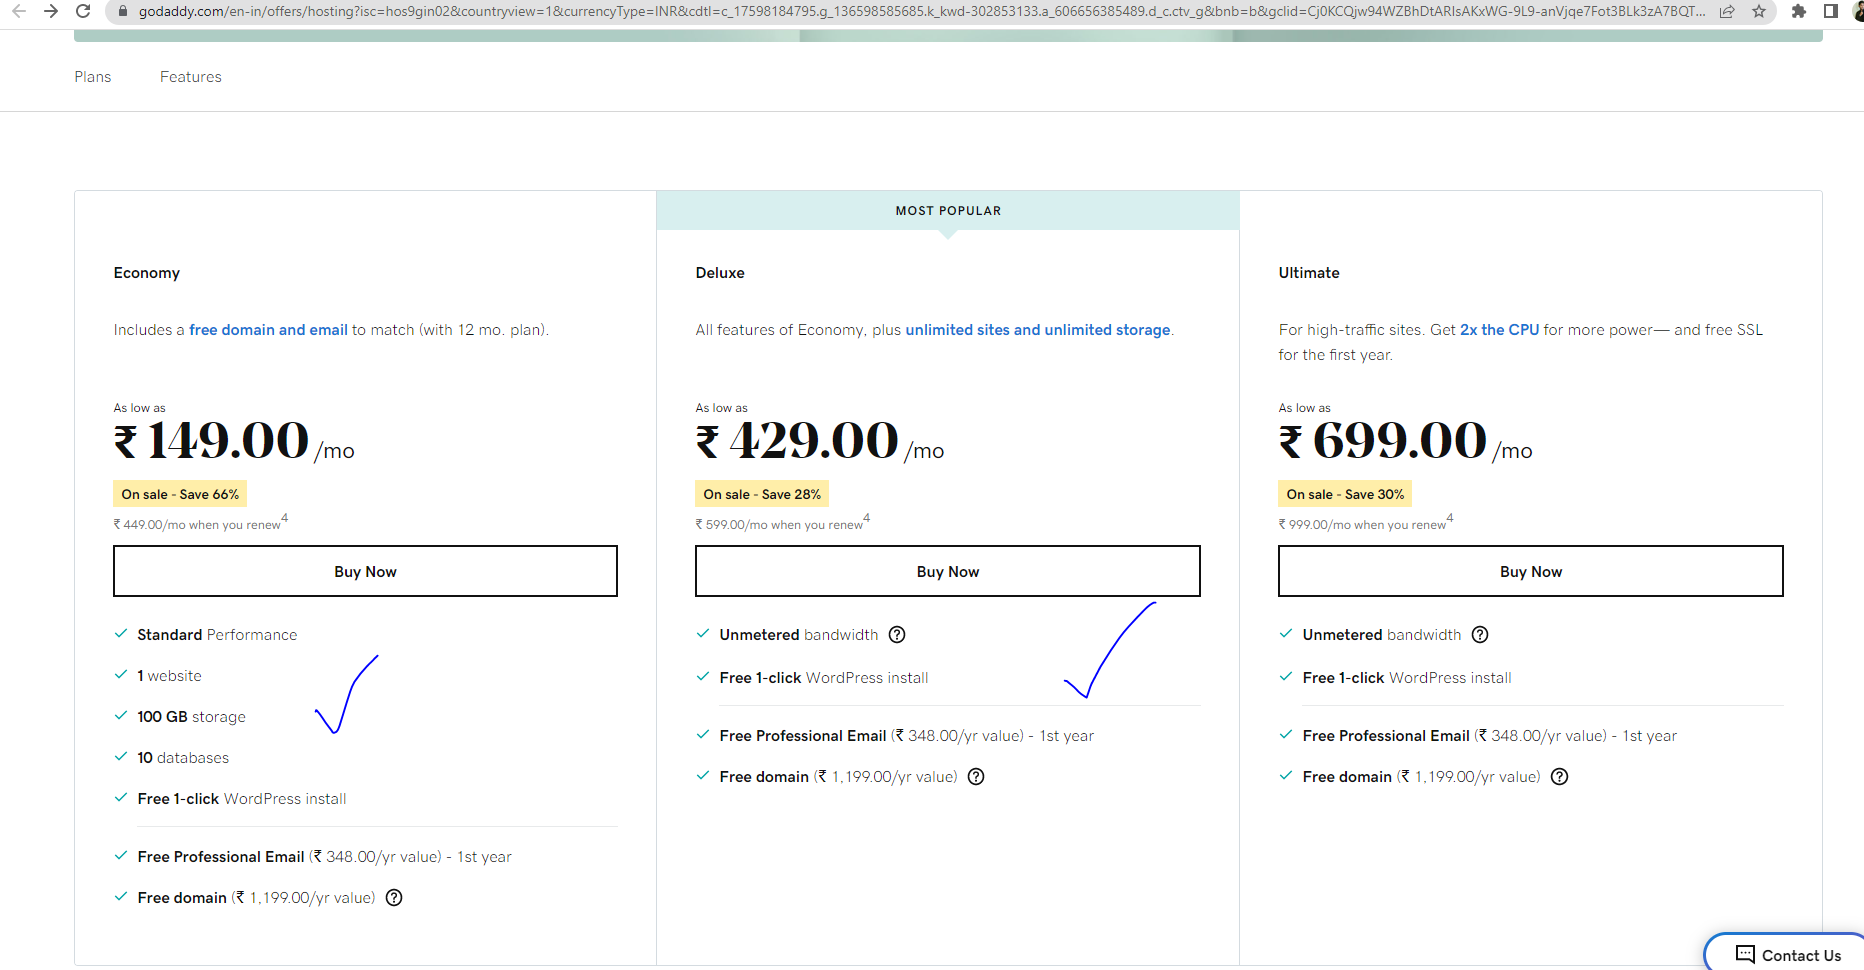 godaddy.com/en-in/offers/hosting?isc=hos9gin02&countryview=1&currencyType=INR&cdtl=c_17598184795.g_136598585685.k_kwd-302853133.a_606656385489.d_c.ctv_g&bnb=b&gclid=Cj0KCQjw94WZBhDtARIsAKxWG-9L9-anVjqe7Fot3BLk3zA7BQT...
Plans Features
MOST POPULAR
Economy
Includes a free domain and email to match (with 12 mo. plan).
As low as
₹ 149.00 /mo
On sale - Save 66%
₹ 449.00/mo when you renew4
Buy Now
Standard Performance
1 website
100 GB storage
10 databases
Free 1-click WordPress install
Free Professional Email (₹ 348.00/yr value) - 1st year
Free domain (₹ 1,199.00/yr value) ?
Deluxe
All features of Economy, plus unlimited sites and unlimited storage.
As low as
₹ 429.00 /mo
On sale - Save 28%
₹ 599.00/mo when you renew4
Buy Now
Unmetered bandwidth ?
Free 1-click WordPress install
Free Professional Email (₹ 348.00/yr value) - 1st year
Free domain (₹ 1,199.00/yr value) ?
Ultimate
For high-traffic sites. Get 2x the CPU for more power— and free SSL
for the first year.
As low as
₹ 699.00 /mo
On sale - Save 30%
₹ 999.00/mo when you renew4
Buy Now
Unmetered bandwidth ?
Free 1-click WordPress install
Free Professional Email (₹ 348.00/yr value) - 1st year
Free domain (₹ 1,199.00/yr value) ?
Contact Us